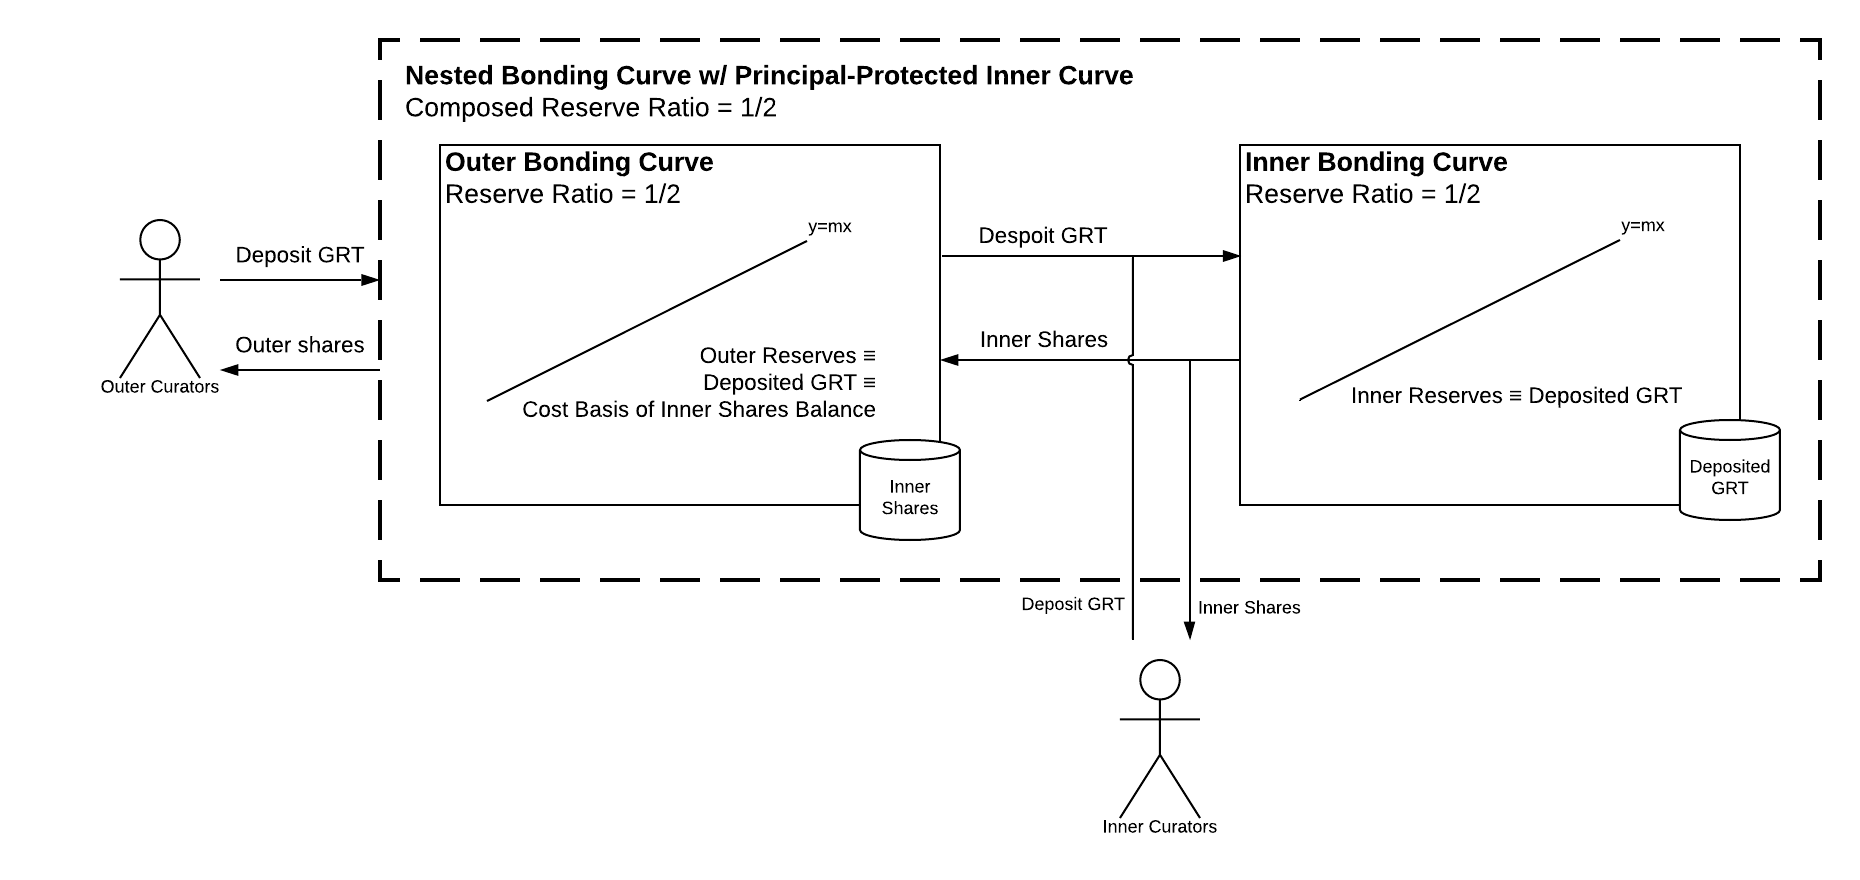 Nested Bonding Curve w/ Principal-Protected Inner Curve
Composed Reserve Ratio = 1/2
Outer Bonding Curve
Reserve Ratio = 1/2
y=mx
Outer Reserves ≡
Deposited GRT ≡
Cost Basis of Inner Shares Balance
Inner
Shares
Deposit GRT
Outer shares
Outer Curators
Despoit GRT
Inner Shares
Inner Bonding Curve
Reserve Ratio = 1/2
y=mx
Inner Reserves ≡ Deposited GRT
Deposited
GRT
Deposit GRT
Inner Shares
Inner Curators